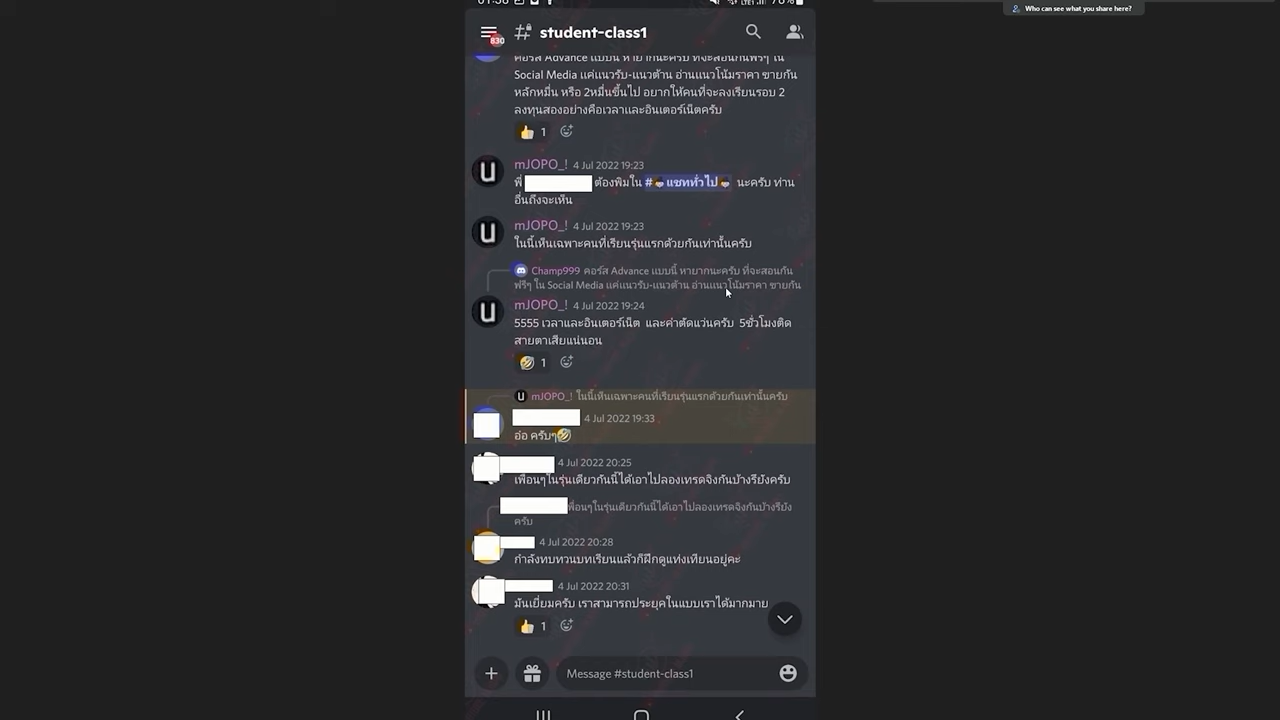 01:38
78%
Who can see what you share here?
830
student-class1
คอร์ส Advance แบบนี้ หายากนะครับ ที่จะสอนกันฟรีๆ ใน
Social Media แค่แนวรับ-แนวต้าน อ่านแนวโน้มราคา ขายกัน
หลักหมื่น หรือ 2หมื่นขึ้นไป อยากให้คนที่จะลงเรียนรอบ 2
ลงทุนสองอย่างคือเวลาและอินเตอร์เน็ตครับ
👍 1
mJOPO_! 4 Jul 2022 19:23
พี่ ต้องพิมใน #แชททั่วไป นะครับ ท่าน
อื่นถึงจะเห็น
mJOPO_! 4 Jul 2022 19:23
ในนี้เห็นเฉพาะคนที่เรียนรุ่นแรกด้วยกันเท่านั้นครับ
Champ999 คอร์ส Advance แบบนี้ หายากนะครับ ที่จะสอนกัน
ฟรีๆ ใน Social Media แค่แนวรับ-แนวต้าน อ่านแนวโน้มราคา ขายกัน
mJOPO_! 4 Jul 2022 19:24
5555 เวลาและอินเตอร์เน็ต และค่าตัดแว่นครับ 5ชั่วโมงติด
สายตาเสียแน่นอน
🤣 1
mJOPO_! ในนี้เห็นเฉพาะคนที่เรียนรุ่นแรกด้วยกันเท่านั้นครับ
4 Jul 2022 19:33
อ๋อ ครับๆ🤣
4 Jul 2022 20:25
เพื่อนๆในรุ่นเดียวกันนี้ได้เอาไปลองเทรดจิงกันบ้างรึยังครับ
พื่อนๆในรุ่นเดียวกันนี้ได้เอาไปลองเทรดจิงกันบ้างรึยัง
ครับ
4 Jul 2022 20:28
กำลังทบทวนบทเรียนแล้วก็ฝึกดูแท่งเทียนอยู่คะ
4 Jul 2022 20:31
มันเยี่ยมครับ เราสามารถประยุคในแบบเราได้มากมาย
👍 1
Message #student-class1